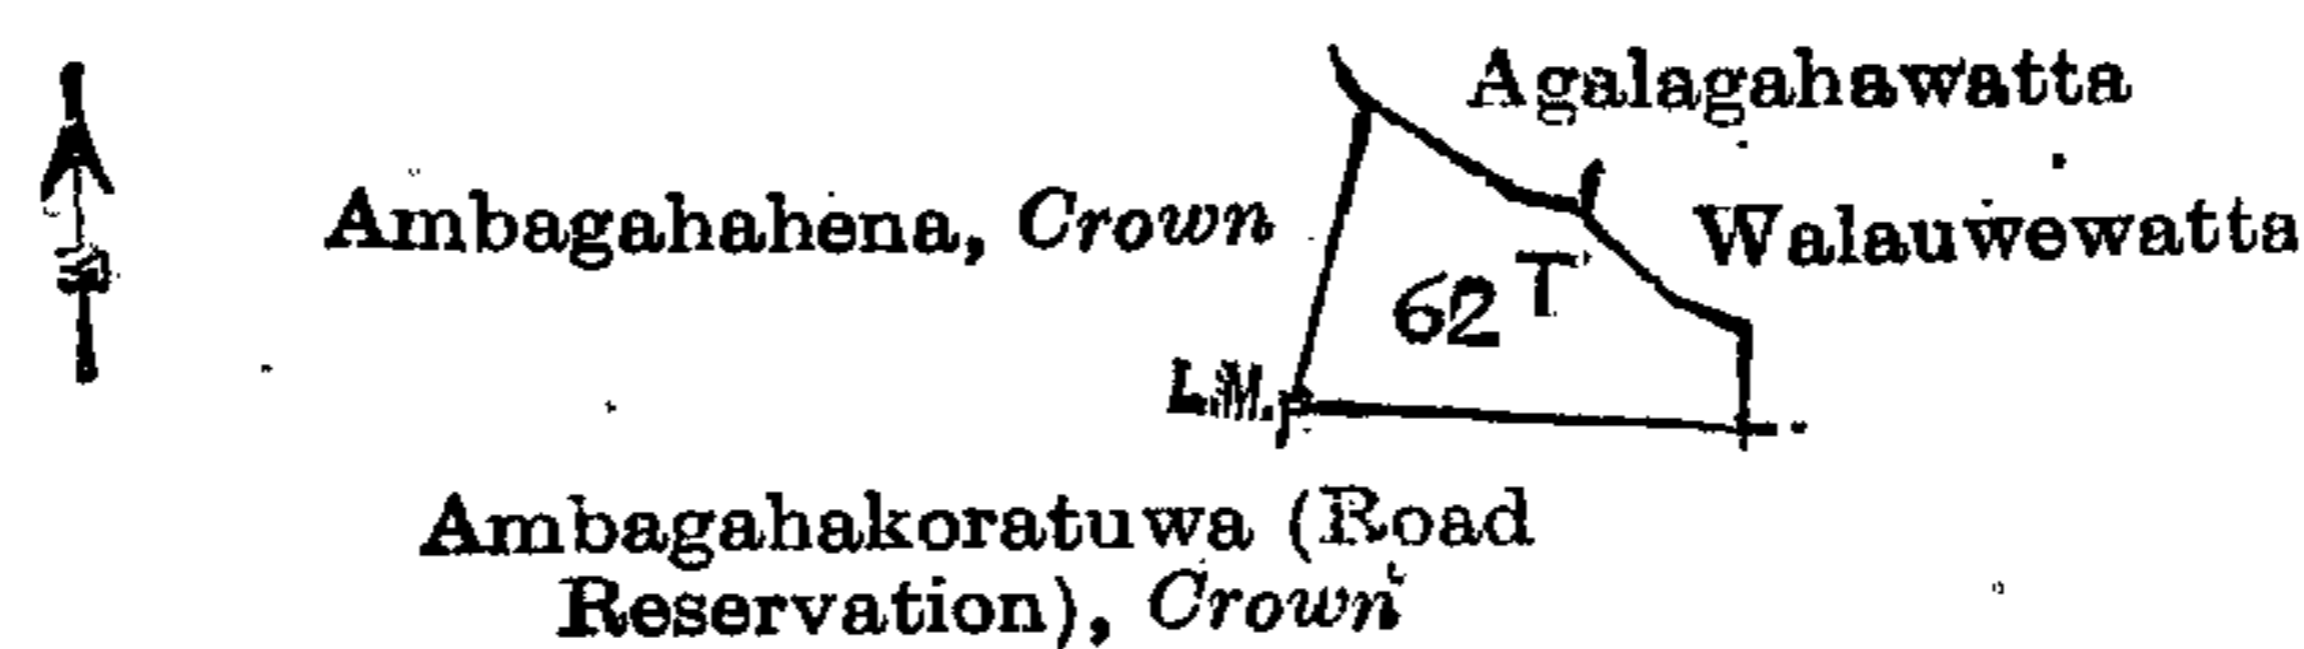 Agalagahawatta
Ambagahahena, Crown
Walauwewatta
62 T
L.M.
Ambagahakoratuwa (Road
Reservation), Crown